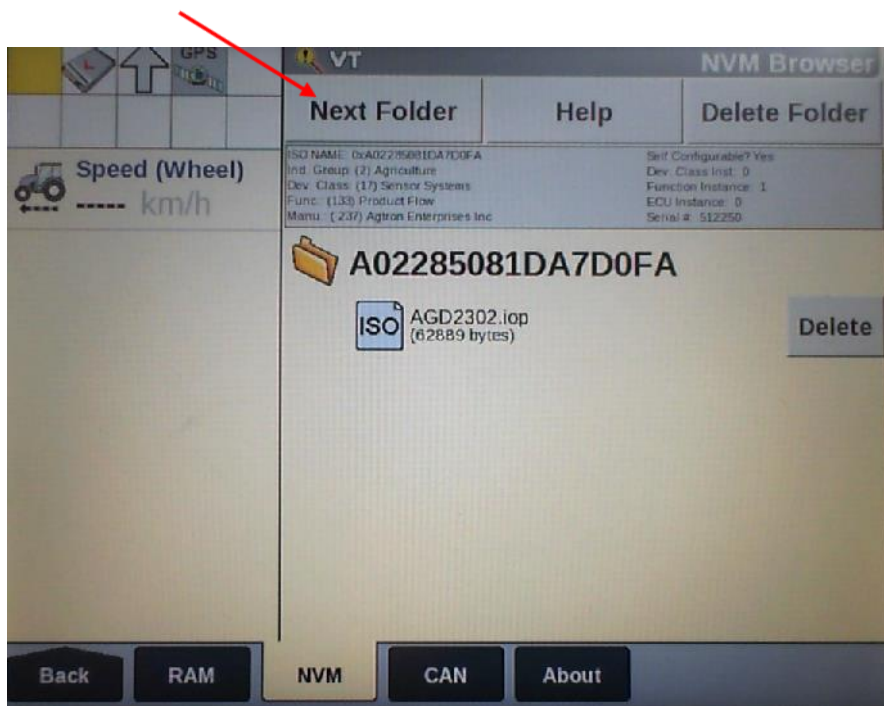 GPS
VT
NVM Browser
Next Folder
Help
Delete Folder
Speed (Wheel)
----- km/h
ISO NAME: 0xA02285081DA7D0FA
Ind. Group: (2) Agriculture
Dev. Class: (17) Sensor Systems
Func: (133) Product Flow
Manu.: ( 237) Agtron Enterprises Inc
Self Configurable? Yes
Dev. Class Inst: 0
Function Instance: 1
ECU Instance: 0
Serial #: 512250
A02285081DA7D0FA
ISO
AGD2302.iop
(62889 bytes)
Delete
Back
RAM
NVM
CAN
About